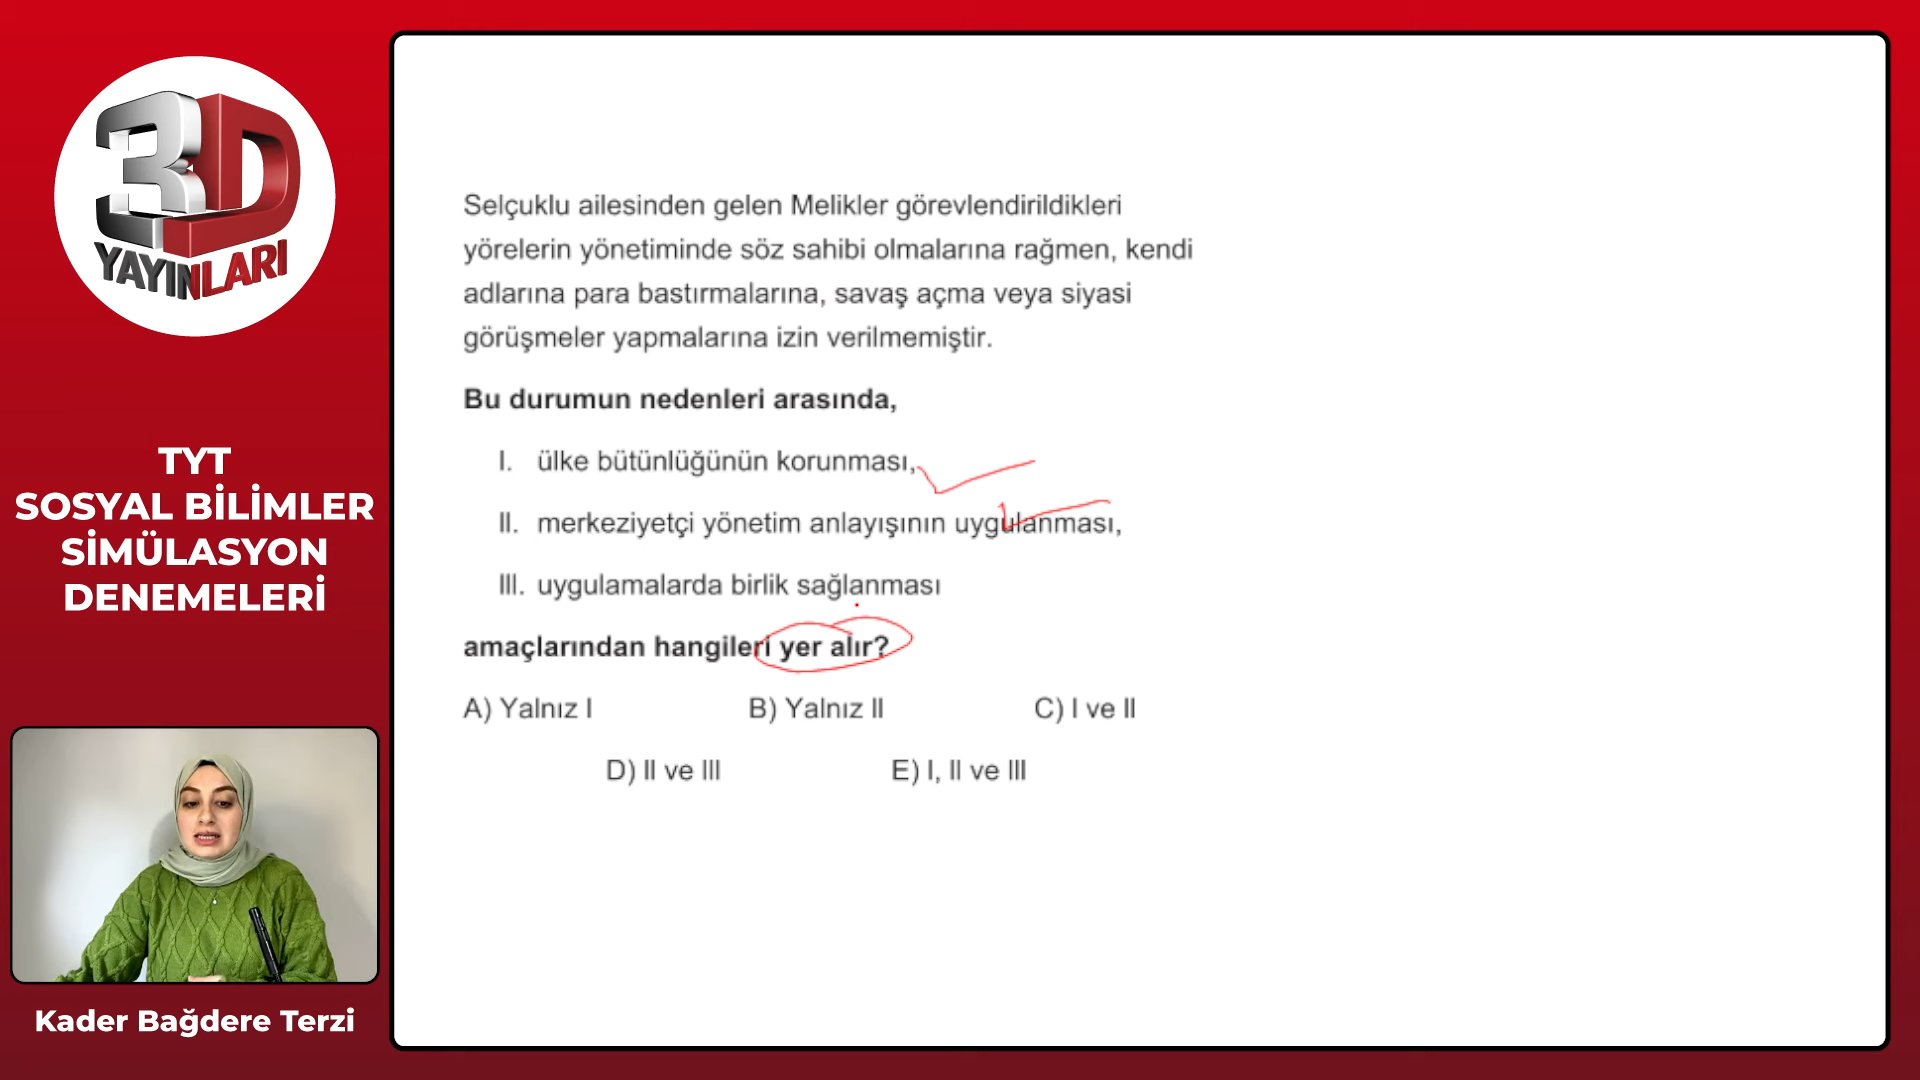 3D
YAYINLARI
TYT
SOSYAL BİLİMLER
SİMÜLASYON
DENEMELERİ
Kader Bağdere Terzi
Selçuklu ailesinden gelen Melikler görevlendirildikleri
yörelerin yönetiminde söz sahibi olmalarına rağmen, kendi
adlarına para bastırmalarına, savaş açma veya siyasi
görüşmeler yapmalarına izin verilmemiştir.
Bu durumun nedenleri arasında,
I. ülke bütünlüğünün korunması,
II. merkeziyetçi yönetim anlayışının uygulanması,
III. uygulamalarda birlik sağlanması
amaçlarından hangileri yer alır?
A) Yalnız I B) Yalnız II C) I ve II
D) II ve III E) I, II ve III